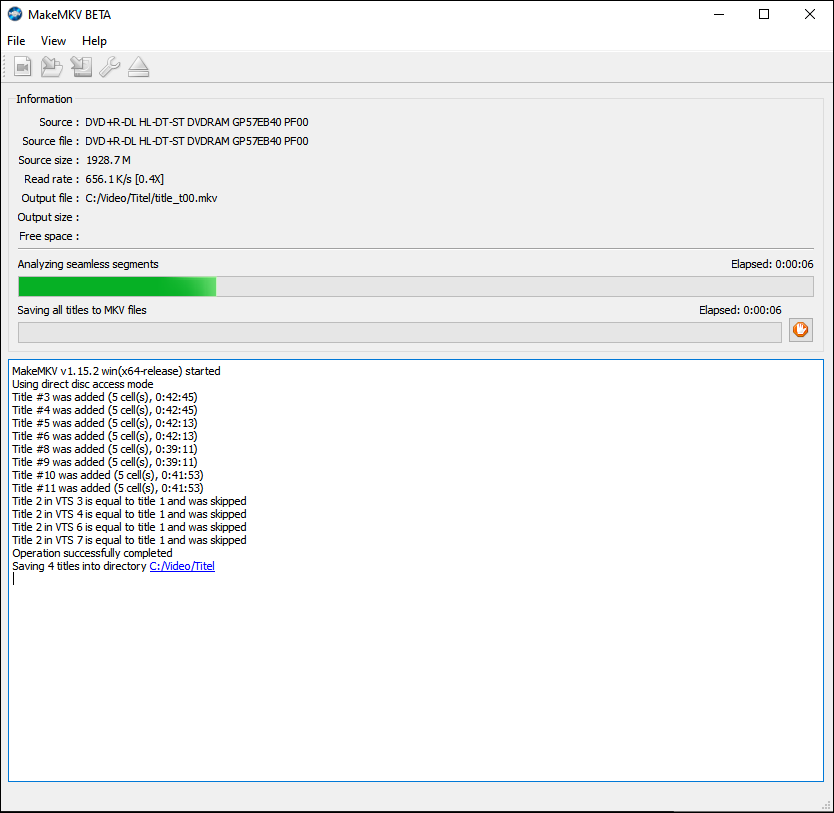 MakeMKV BETA
File View Help
Information
Source : DVD+R-DL HL-DT-ST DVDRAM GP57EB40 PF00
Source file : DVD+R-DL HL-DT-ST DVDRAM GP57EB40 PF00
Source size : 1928.7 M
Read rate : 656.1 K/s [0.4X]
Output file : C:/Video/Titel/title_t00.mkv
Output size :
Free space :
Analyzing seamless segments Elapsed: 0:00:06
Saving all titles to MKV files Elapsed: 0:00:06
MakeMKV v1.15.2 win(x64-release) started
Using direct disc access mode
Title #3 was added (5 cell(s), 0:42:45)
Title #4 was added (5 cell(s), 0:42:45)
Title #5 was added (5 cell(s), 0:42:13)
Title #6 was added (5 cell(s), 0:42:13)
Title #8 was added (5 cell(s), 0:39:11)
Title #9 was added (5 cell(s), 0:39:11)
Title #10 was added (5 cell(s), 0:41:53)
Title #11 was added (5 cell(s), 0:41:53)
Title 2 in VTS 3 is equal to title 1 and was skipped
Title 2 in VTS 4 is equal to title 1 and was skipped
Title 2 in VTS 6 is equal to title 1 and was skipped
Title 2 in VTS 7 is equal to title 1 and was skipped
Operation successfully completed
Saving 4 titles into directory C:/Video/Titel